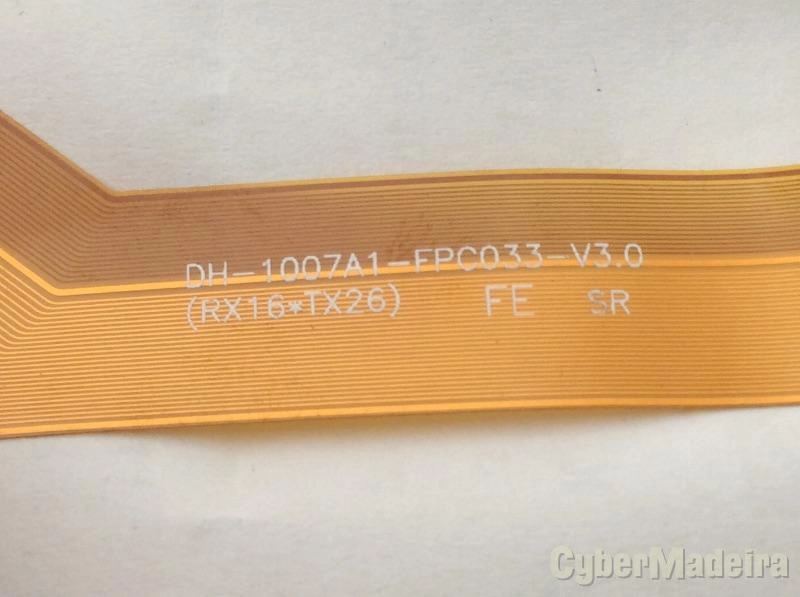 DH-1007A1-FPC033-V3.0
(RX16*TX26) FE SR
CyberMadeira